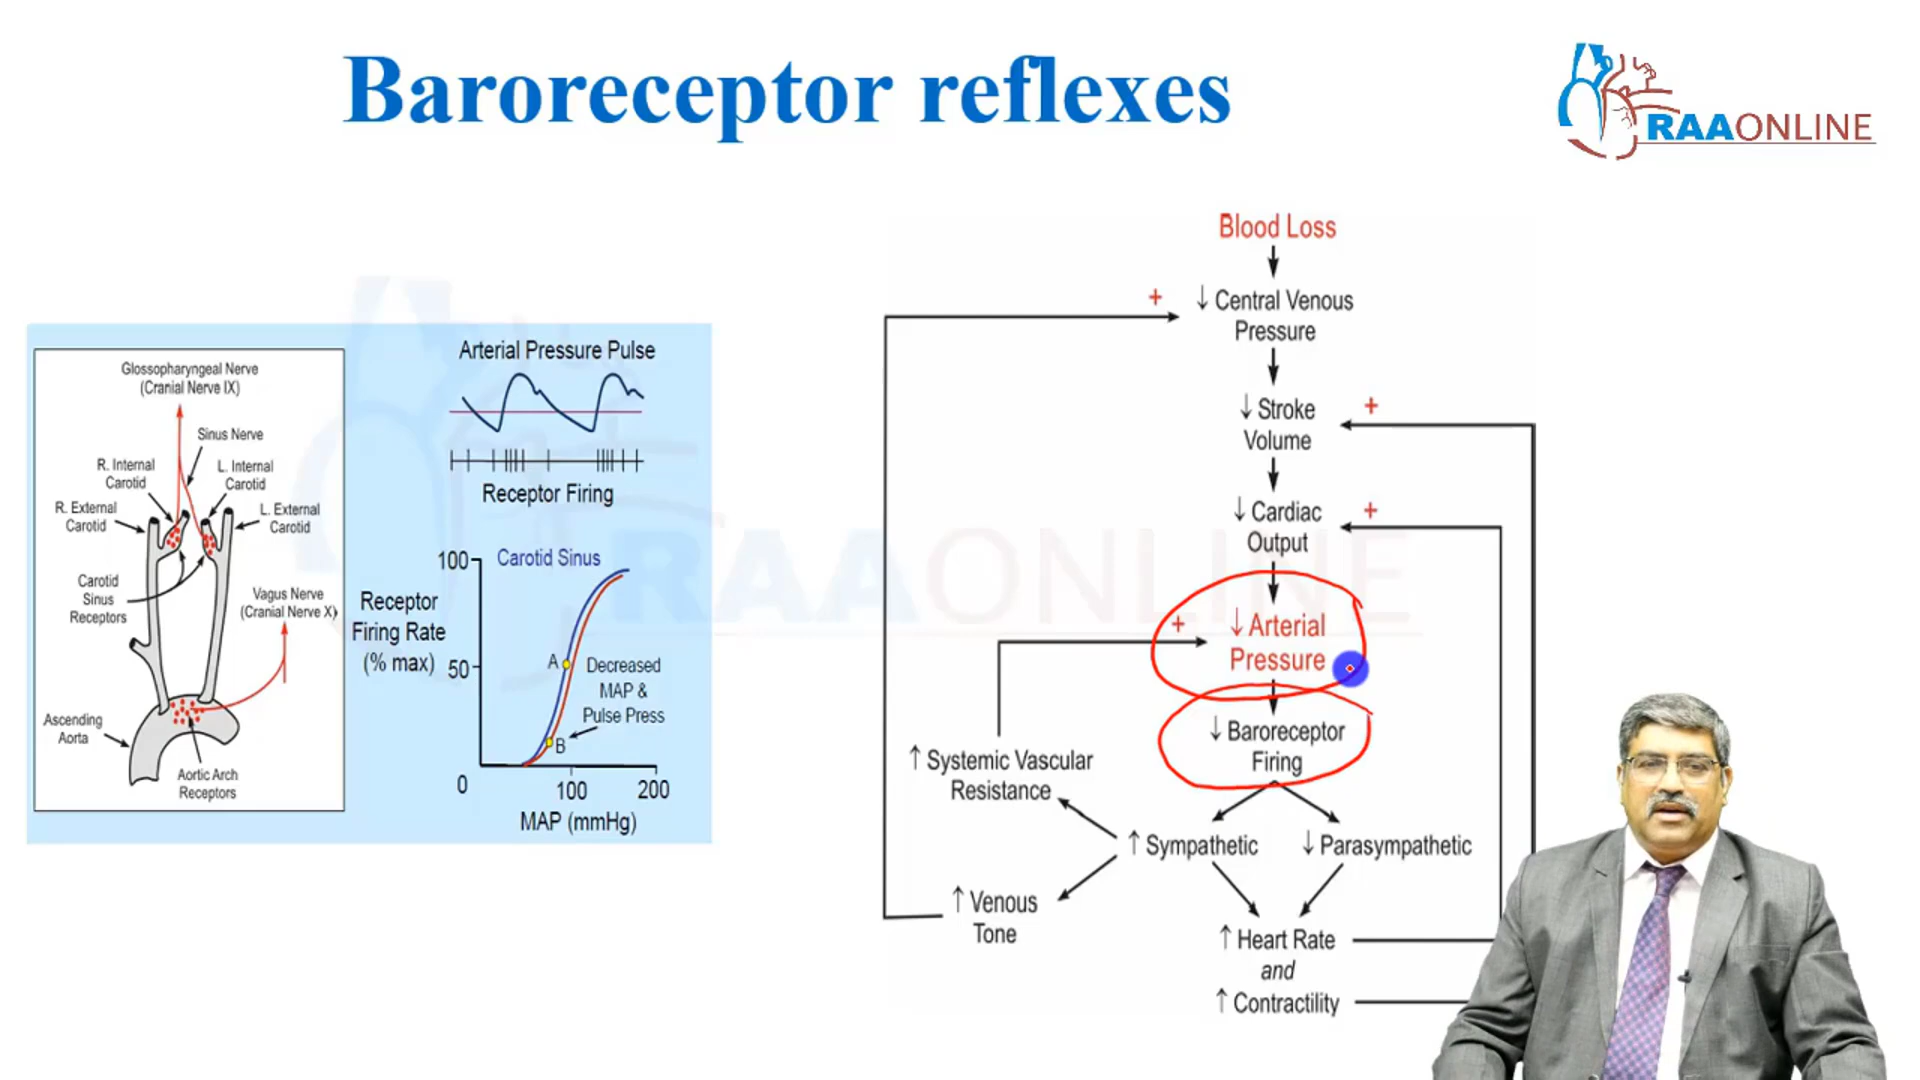 Baroreceptor reflexes
RAAONLINE
Glossopharyngeal Nerve
(Cranial Nerve IX)
Sinus Nerve
R. Internal
Carotid
L. Internal
Carotid
R. External
Carotid
L. External
Carotid
Carotid
Sinus
Receptors
Vagus Nerve
(Cranial Nerve X)
Ascending
Aorta
Aortic Arch
Receptors
Arterial Pressure Pulse
Receptor Firing
Carotid Sinus
Receptor
Firing Rate
(% max)
100
50
0
A
B
Decreased
MAP &
Pulse Press
100
200
MAP (mmHg)
RAAONLINE
Blood Loss
+
↓ Central Venous
Pressure
↓ Stroke
Volume
+
↓ Cardiac
Output
+
+
↓ Arterial
Pressure
↓ Baroreceptor
Firing
↑ Systemic Vascular
Resistance
↑ Sympathetic
↓ Parasympathetic
↑ Venous
Tone
↑ Heart Rate
and
↑ Contractility